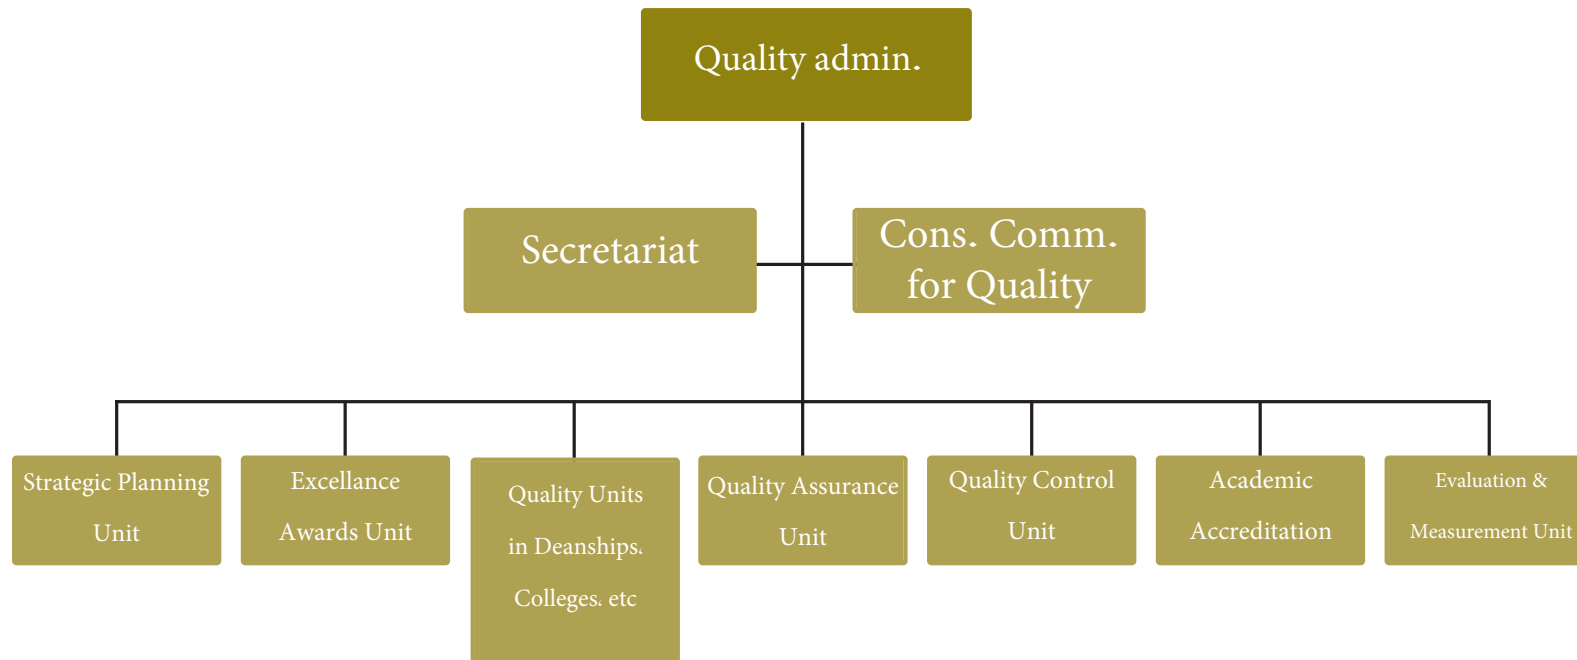 Quality admin.
Secretariat
Cons. Comm.
for Quality
Strategic Planning
Unit
Excellance
Awards Unit
Quality Units
in Deanships.
Colleges. etc
Quality Assurance
Unit
Quality Control
Unit
Academic
Accreditation
Evaluation &
Measurement Unit